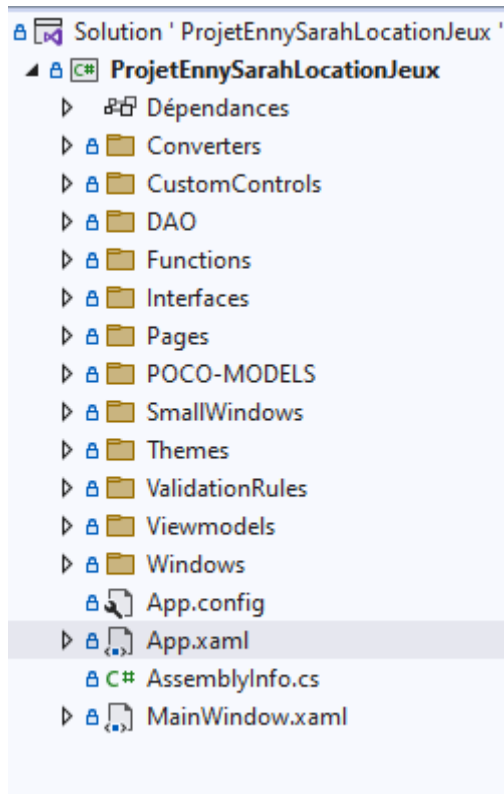 Solution ' ProjetEnnySarahLocationJeux '
C# ProjetEnnySarahLocationJeux
Dépendances
Converters
CustomControls
DAO
Functions
Interfaces
Pages
POCO-MODELS
SmallWindows
Themes
ValidationRules
Viewmodels
Windows
App.config
App.xaml
C# AssemblyInfo.cs
MainWindow.xaml